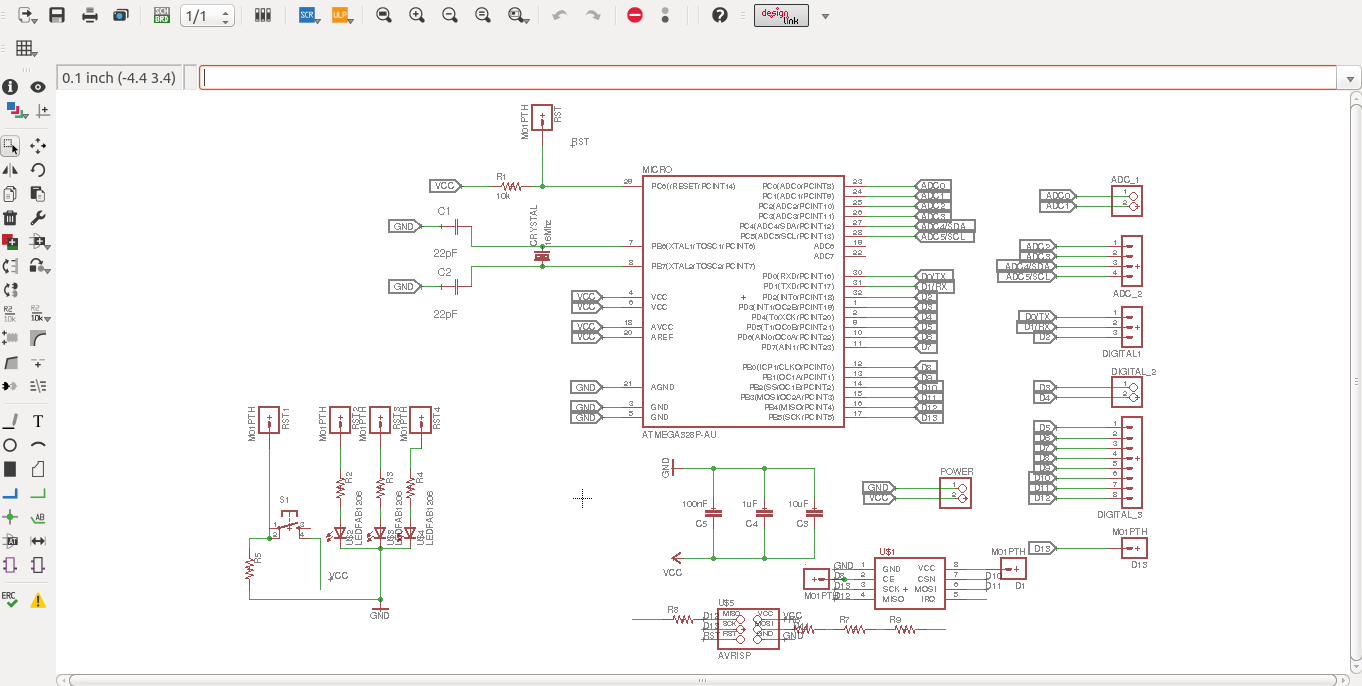 SCH
BRD
1/1
SCR
ULP
design
link
0.1 inch (-4.4 3.4)
R2
10k
R2
10k
T
ERC
M01PTH
RST
RST
VCC
R1
10k
GND
C1
22pF
GND
C2
22pF
CRYSTAL
16Mhz
MICRO
28 PC6(/RESET/PCINT14)
7 PB6(XTAL1/TOSC1/PCINT6)
8 PB7(XTAL2/TOSC2/PCINT7)
VCC 4 VCC
VCC 6 VCC
VCC 18 AVCC
VCC 20 AREF
GND 21 AGND
GND 3 GND
GND 5 GND
PC0(ADC0/PCINT8) 23 ADC0
PC1(ADC1/PCINT9) 24 ADC1
PC2(ADC2/PCINT10) 25 ADC2
PC3(ADC3/PCINT11) 26 ADC3
PC4(ADC4/SDA/PCINT12) 27 ADC4/SDA
PC5(ADC5/SCL/PCINT13) 28 ADC5/SCL
ADC6 19
ADC7 22
PD0(RXD/PCINT16) 30 D0/TX
PD1(TXD/PCINT17) 31 D1/RX
PD2(INT0/PCINT18) 32 D2
PD3(INT1/OC2B/PCINT19) 1 D3
PD4(T0/XCK/PCINT20) 2 D4
PD5(T1/OC0B/PCINT21) 9 D5
PD6(AIN0/OC0A/PCINT22) 10 D6
PD7(AIN1/PCINT23) 11 D7
PB0(ICP1/CLKO/PCINT0) 12 D8
PB1(OC1A/PCINT1) 13 D9
PB2(SS/OC1B/PCINT2) 14 D10
PB3(MOSI/OC2A/PCINT3) 15 D11
PB4(MISO/PCINT4) 16 D12
PB5(SCK/PCINT5) 17 D13
ATMEGA328P-AU
ADC_1
ADC0 1
ADC1 2
ADC2 1
ADC3 2
ADC4/SDA 3
ADC5/SCL 4
ADC_2
D0/TX 1
D1/RX 2
D2 3
DIGITAL1
DIGITAL_2
D3 1
D4 2
D5 1
D6 2
D7 3
D8 4
D9 5
D10 6
D11 7
D12 8
DIGITAL_3
M01PTH
D13
D13
M01PTH
RST1
M01PTH
RST2
M01PTH
RST3
M01PTH
RST4
R2
R3
R4
S1
1
2
3
4
R5
VCC
U$2
LEDFAB1206
U$3
LEDFAB1206
U$4
LEDFAB1206
GND
GND
100nF
C5
1uF
C4
10uF
C3
VCC
POWER
GND 1
VCC 2
U$1
GND 1 GND VCC 8
2 CE CSN 7 D10
D13 3 SCK MOSI 6 D11
D12 4 MISO IRQ 5
M01PTH
M01PTH
D1
R8
U$5
D12 MISO VCC VCC
D13 SCK MOSI
RST RST GND GND
AVRISP
R7
R9